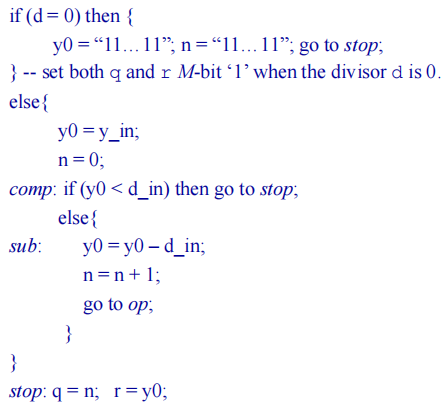 if (d = 0) then {
y0 = “11... 11”; n = “11... 11”; go to stop;
} -- set both q and r M-bit ‘1’ when the divisor d is 0.
else{
y0 = y_in;
n = 0;
comp: if (y0 < d_in) then go to stop;
else{
sub: y0 = y0 – d_in;
n = n + 1;
go to op;
}
}
stop: q = n; r = y0;